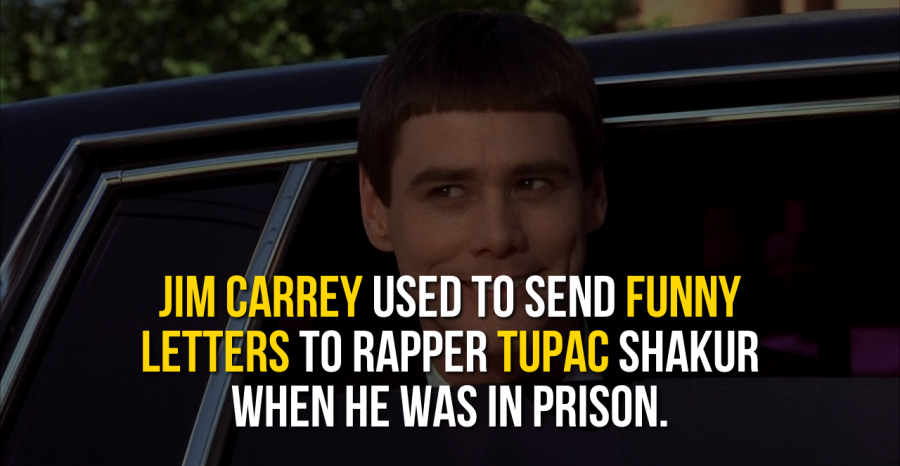 JIM CARREY USED TO SEND FUNNY
LETTERS TO RAPPER TUPAC SHAKUR
WHEN HE WAS IN PRISON.